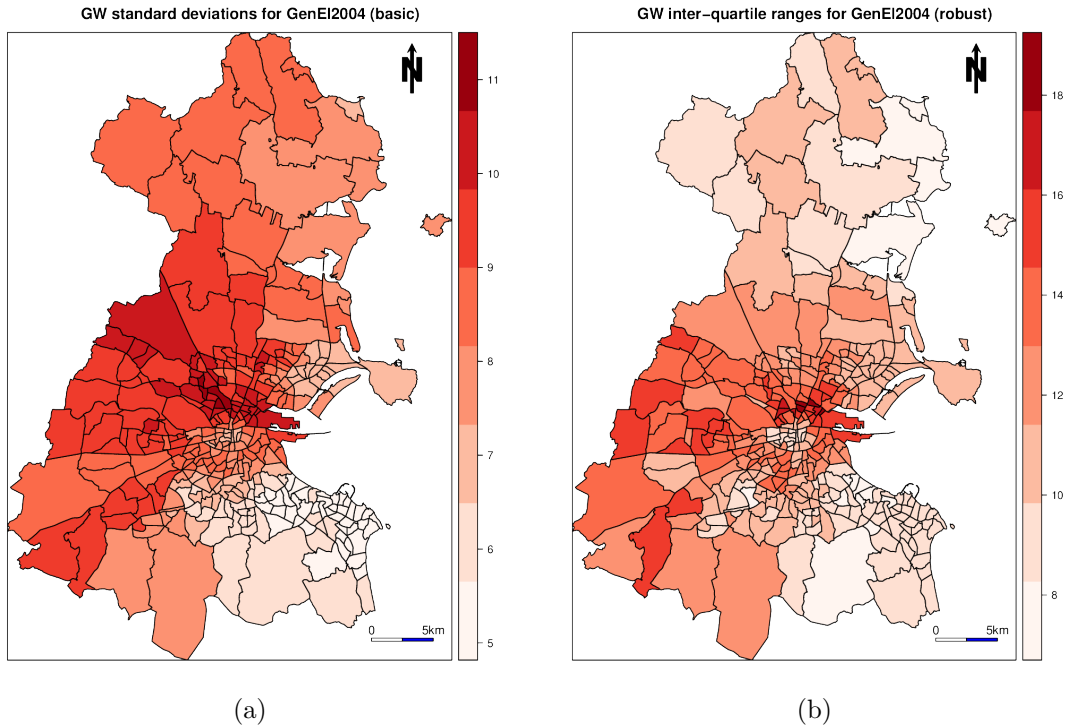 GW standard deviations for GenEl2004 (basic)
N
11
10
9
8
7
6
5
0 5km
(a)
GW inter−quartile ranges for GenEl2004 (robust)
N
18
16
14
12
10
8
0 5km
(b)